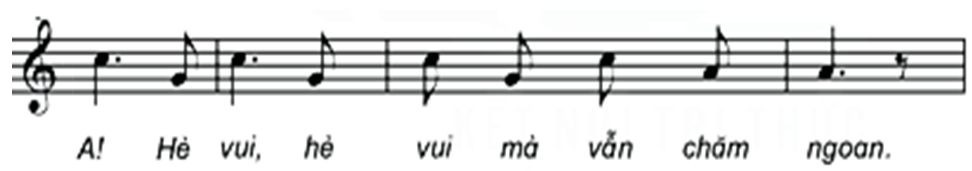 A! Hè vui, hè vui mà vẫn chăm ngoan.